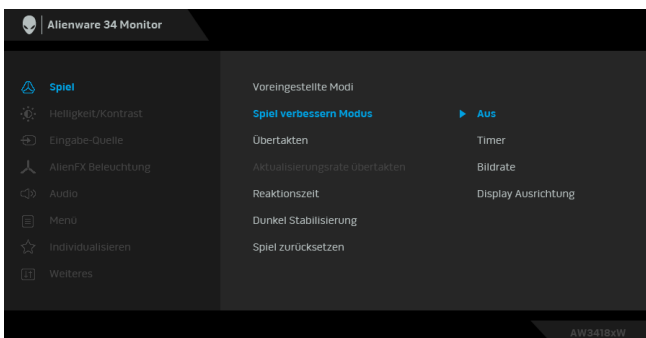 Alienware 34 Monitor
Spiel
Helligkeit/Kontrast
Eingabe-Quelle
AlienFX Beleuchtung
Audio
Menü
Individualisieren
Weiteres
Voreingestellte Modi
Spiel verbessern Modus
Übertakten
Aktualisierungsrate übertakten
Reaktionszeit
Dunkel Stabilisierung
Spiel zurücksetzen
Aus
Timer
Bildrate
Display Ausrichtung
AW3418xW